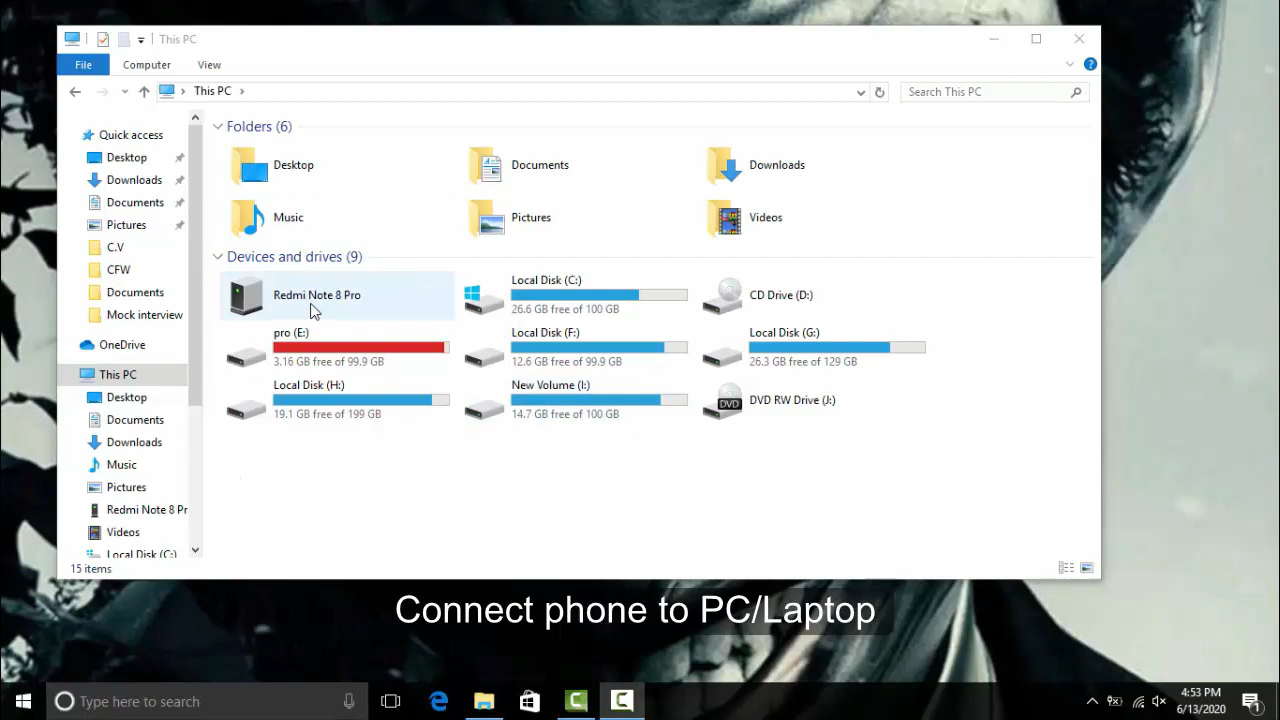 This PC
File
Computer
View
This PC
Search This PC
Quick access
Desktop
Downloads
Documents
Pictures
C.V
CFW
Documents
Mock interview
OneDrive
This PC
Desktop
Documents
Downloads
Music
Pictures
Redmi Note 8 Pr
Videos
Local Disk (C:)
Folders (6)
Desktop
Documents
Downloads
Music
Pictures
Videos
Devices and drives (9)
Redmi Note 8 Pro
Local Disk (C:)
26.6 GB free of 100 GB
CD Drive (D:)
pro (E:)
3.16 GB free of 99.9 GB
Local Disk (F:)
12.6 GB free of 99.9 GB
Local Disk (G:)
26.3 GB free of 129 GB
Local Disk (H:)
19.1 GB free of 199 GB
New Volume (I:)
14.7 GB free of 100 GB
DVD
DVD RW Drive (J:)
15 items
Connect phone to PC/Laptop
Type here to search
4:53 PM
6/13/2020
1